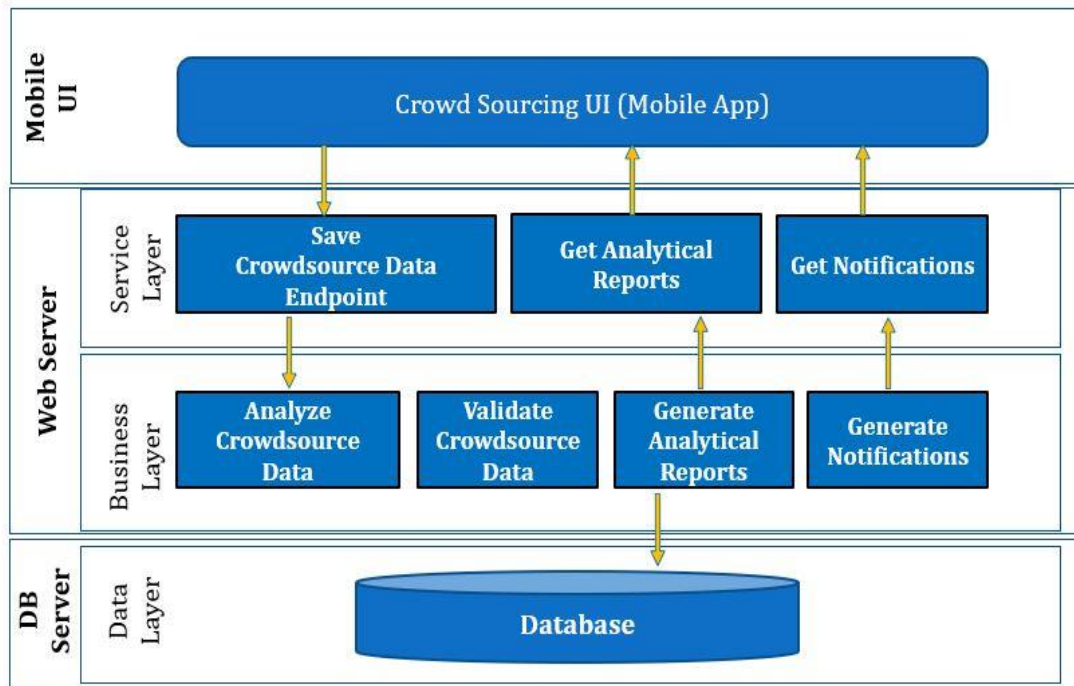 Mobile
UI
Crowd Sourcing UI (Mobile App)
Web Server
Service
Layer
Save
Crowdsource Data
Endpoint
Get Analytical
Reports
Get Notifications
Business
Layer
Analyze
Crowdsource
Data
Validate
Crowdsource
Data
Generate
Analytical
Reports
Generate
Notifications
DB
Server
Data
Layer
Database